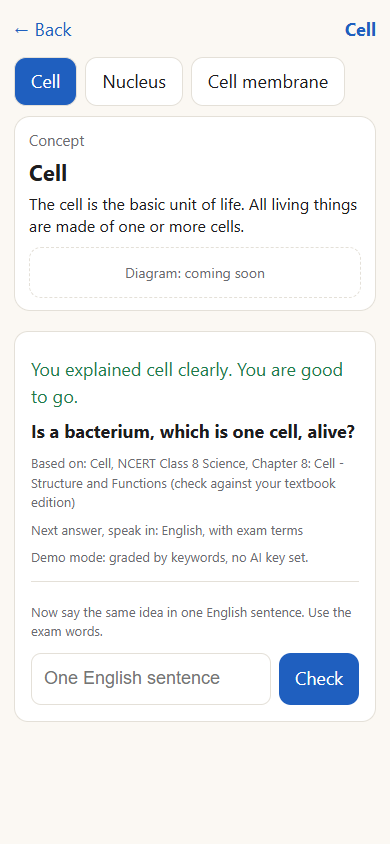 ← Back
Cell
Cell
Nucleus
Cell membrane
Concept
Cell
The cell is the basic unit of life. All living things
are made of one or more cells.
Diagram: coming soon
You explained cell clearly. You are good
to go.
Is a bacterium, which is one cell, alive?
Based on: Cell, NCERT Class 8 Science, Chapter 8: Cell -
Structure and Functions (check against your textbook
edition)
Next answer, speak in: English, with exam terms
Demo mode: graded by keywords, no AI key set.
Now say the same idea in one English sentence. Use the
exam words.
One English sentence
Check